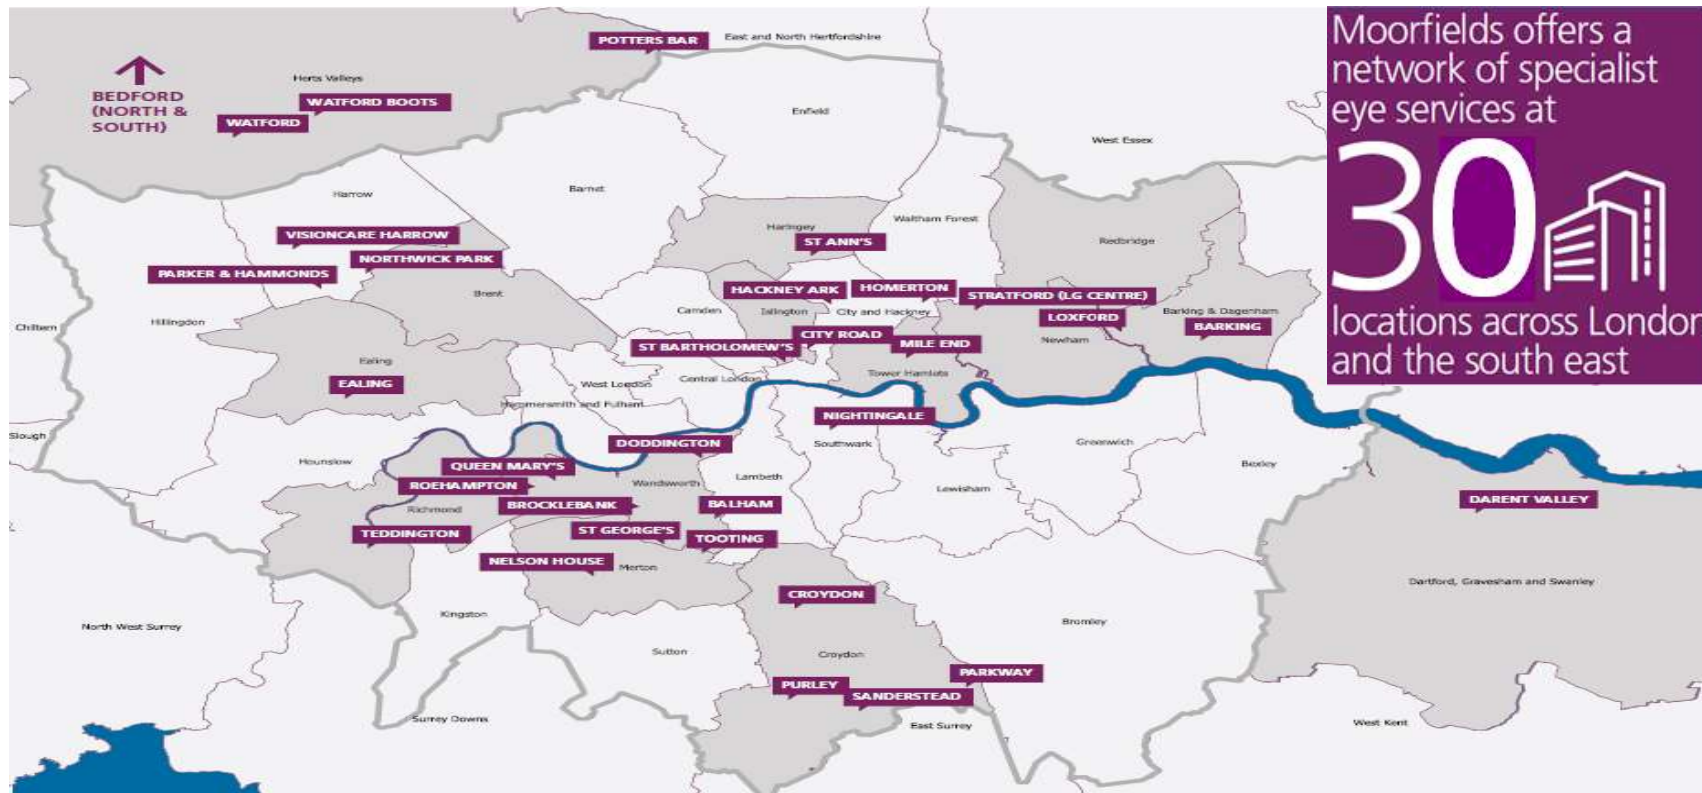 POTTERS BAR
East and North Hertfordshire
Moorfields offers a
network of specialist
eye services at
30
locations across London
and the south east
BEDFORD
(NORTH &
SOUTH)
Herts Valleys
WATFORD BOOTS
WATFORD
Enfield
West Essex
Barnet
Harrow
Waltham Forest
Haringey
ST ANN'S
Redbridge
VISIONCARE HARROW
NORTHWICK PARK
PARKER & HAMMONDS
Brent
HACKNEY ARK
HOMERTON
STRATFORD (LG CENTRE)
Camden
Islington
City and Hackney
LOXFORD
Barking & Dagenham
BARKING
Chiltern
Hillingdon
CITY ROAD
MILE END
Newham
ST BARTHOLOMEW'S
Ealing
EALING
West London
Central London
Tower Hamlets
Hammersmith and Fulham
NIGHTINGALE
Slough
DODDINGTON
Southwark
Greenwich
Hounslow
QUEEN MARY'S
Wandsworth
Lambeth
Bexley
ROEHAMPTON
Lewisham
Richmond
BROCKLEBANK
BALHAM
DARENT VALLEY
TEDDINGTON
ST GEORGE'S
TOOTING
NELSON HOUSE
Merton
Dartford, Gravesham and Swanley
CROYDON
Kingston
North West Surrey
Bromley
Sutton
Croydon
PARKWAY
PURLEY
SANDERSTEAD
Surrey Downs
East Surrey
West Kent